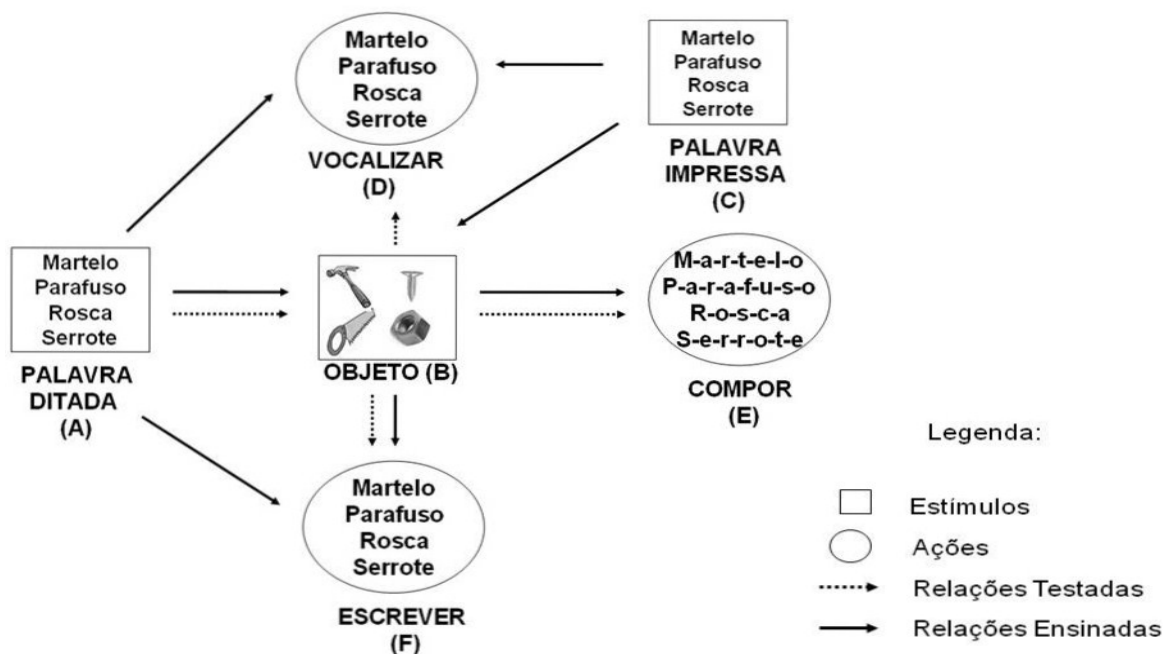 Martelo
Parafuso
Rosca
Serrote
VOCALIZAR
(D)
Martelo
Parafuso
Rosca
Serrote
PALAVRA
IMPRESSA
(C)
Martelo
Parafuso
Rosca
Serrote
PALAVRA
DITADA
(A)
OBJETO (B)
M-a-r-t-e-l-o
P-a-r-a-f-u-s-o
R-o-s-c-a
S-e-r-r-o-t-e
COMPOR
(E)
Martelo
Parafuso
Rosca
Serrote
ESCREVER
(F)
Legenda:
Estímulos
Ações
Relações Testadas
Relações Ensinadas